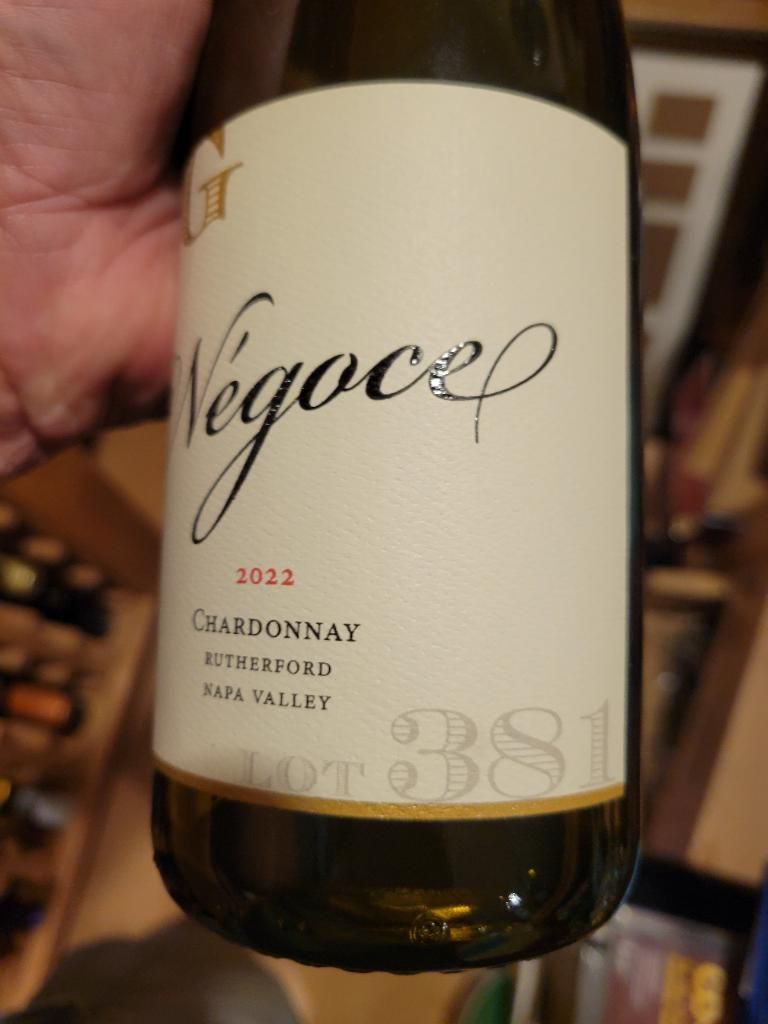 G
Négoce
2022
CHARDONNAY
RUTHERFORD
NAPA VALLEY
LOT 381